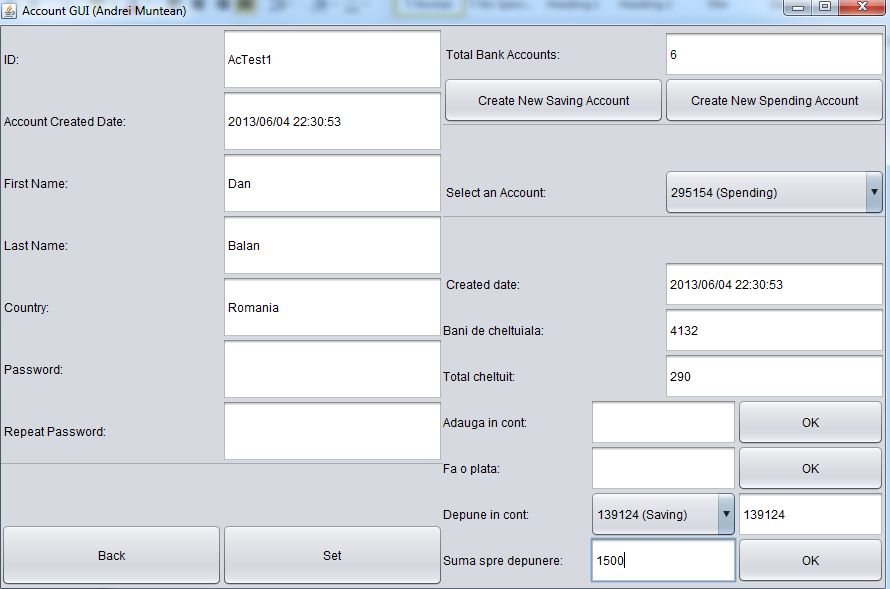 Account GUI (Andrei Muntean)
ID:
AcTest1
Account Created Date:
2013/06/04 22:30:53
First Name:
Dan
Last Name:
Balan
Country:
Romania
Password:
Repeat Password:
Back
Set
Total Bank Accounts:
6
Create New Saving Account
Create New Spending Account
Select an Account:
295154 (Spending)
Created date:
2013/06/04 22:30:53
Bani de cheltuiala:
4132
Total cheltuit:
290
Adauga in cont:
OK
Fa o plata:
OK
Depune in cont:
139124 (Saving)
139124
Suma spre depunere:
1500
OK